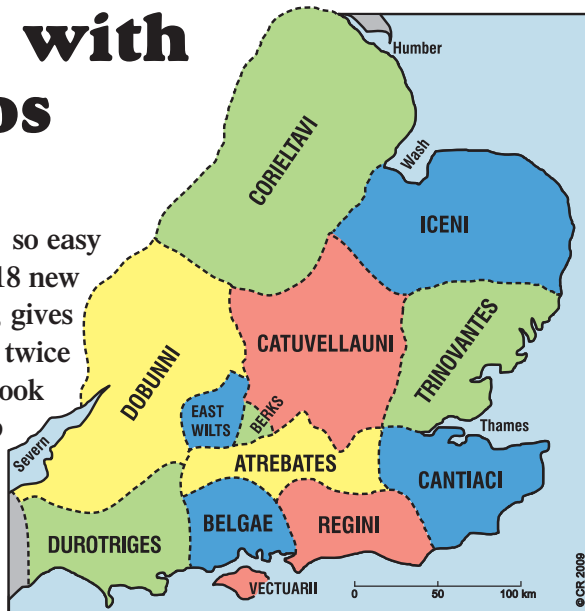 with
os
so easy
18 new
gives
twice
ook
Humber
Wash
CORIELTAVI
ICENI
CATUVELLAUNI
TRINOVANTES
DOBUNNI
EAST
WILTS
BERKS
Severn
Thames
ATREBATES
CANTIACI
BELGAE
REGINI
DUROTRIGES
VECTUARII
0 50 100 km
© CR 2009